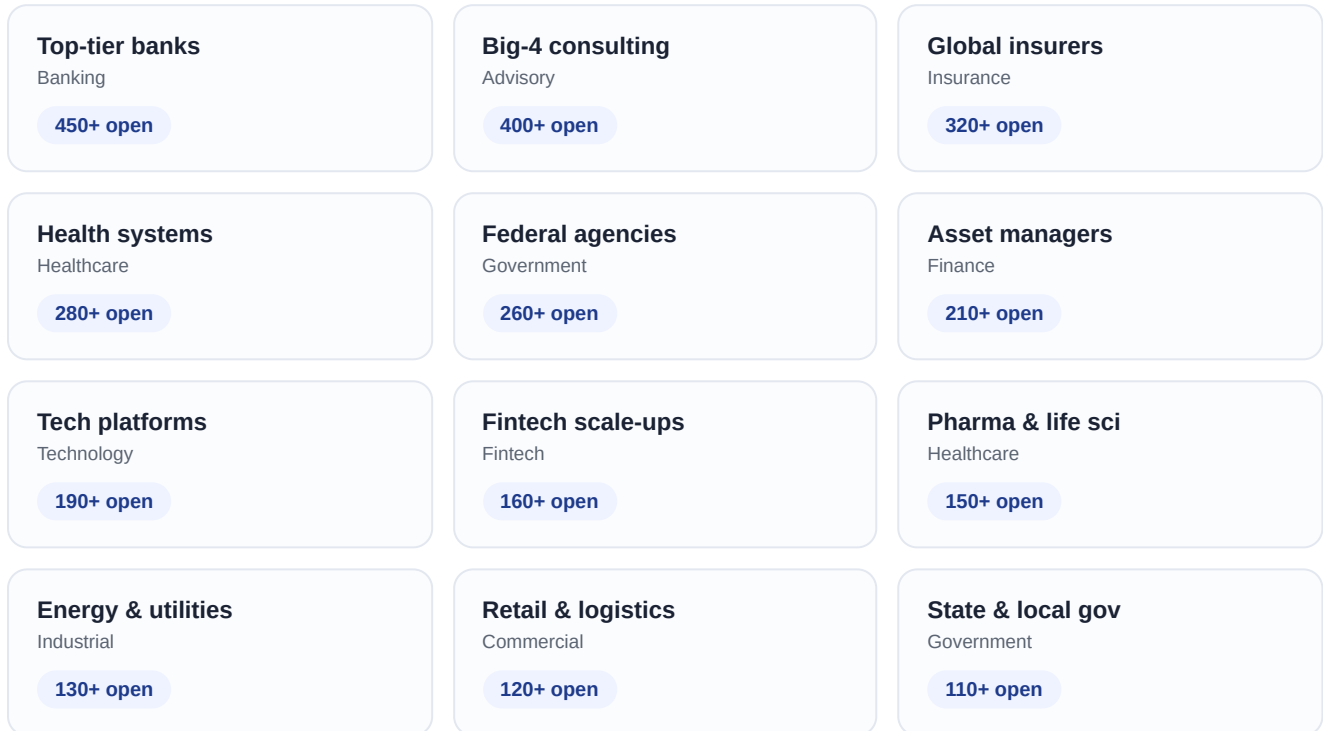 Top-tier banks
Banking
450+ open
Big-4 consulting
Advisory
400+ open
Global insurers
Insurance
320+ open
Health systems
Healthcare
280+ open
Federal agencies
Government
260+ open
Asset managers
Finance
210+ open
Tech platforms
Technology
190+ open
Fintech scale-ups
Fintech
160+ open
Pharma & life sci
Healthcare
150+ open
Energy & utilities
Industrial
130+ open
Retail & logistics
Commercial
120+ open
State & local gov
Government
110+ open